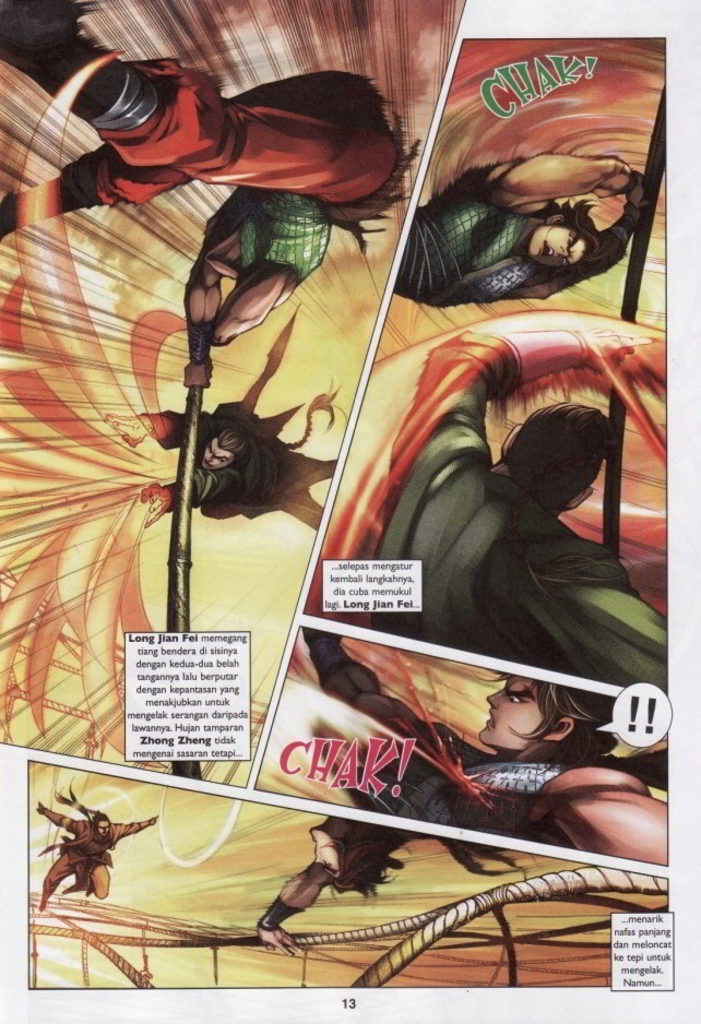 Long Jian Fei memegang
tiang bendera di sisinya
dengan kedua-dua belah
tangannya lalu berputar
dengan kepantasan yang
menakjubkan untuk
mengelak serangan daripada
lawannya. Hujan tamparan
Zhong Zheng tidak
mengenai sasaran tetapi...
CHAK!
...selepas mengatur
kembali langkahnya,
dia cuba memukul
lagi. Long Jian Fei...
!!
CHAK!
...menarik
nafas panjang
dan meloncat
ke tepi untuk
mengelak.
Namun...
13